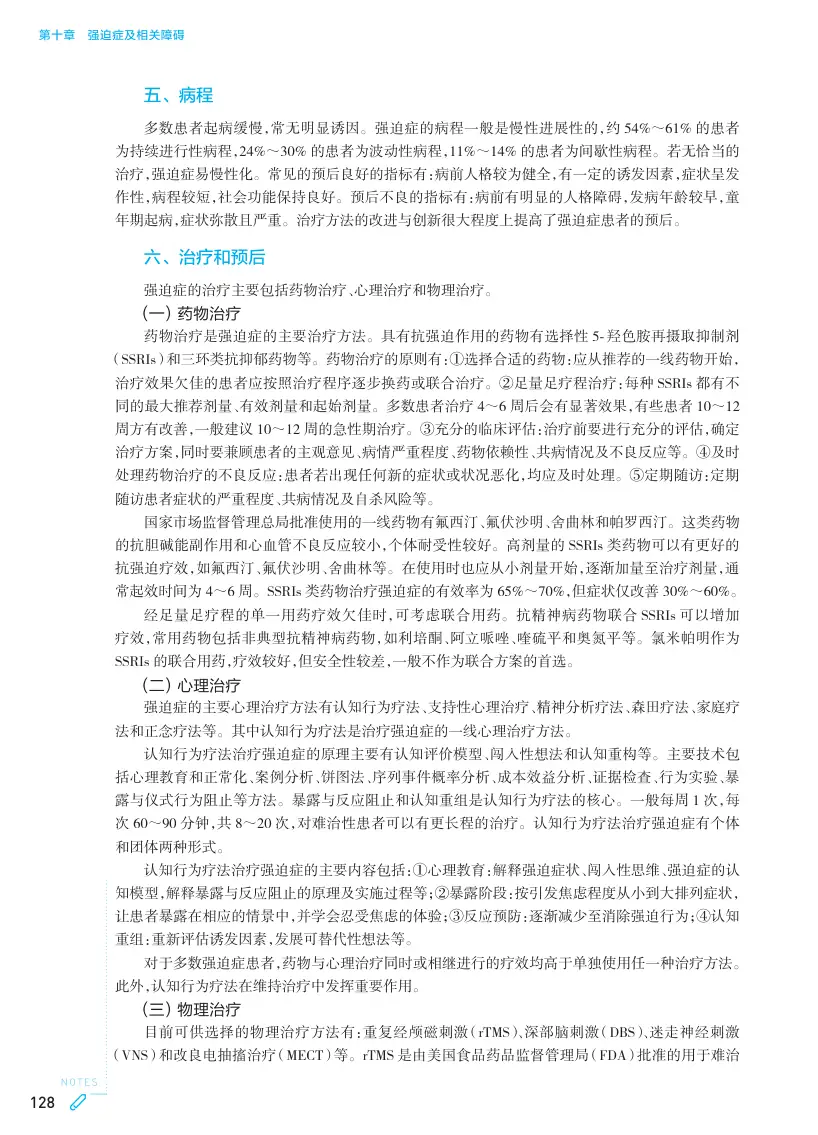 第十章 强迫症及相关障碍
五、病程
多数患者起病缓慢,常无明显诱因。强迫症的病程一般是慢性进展性的,约 54%～61% 的患者
为持续进行性病程,24%～30% 的患者为波动性病程,11%～14% 的患者为间歇性病程。若无恰当的
治疗,强迫症易慢性化。常见的预后良好的指标有:病前人格较为健全,有一定的诱发因素,症状呈发
作性,病程较短,社会功能保持良好。预后不良的指标有:病前有明显的人格障碍,发病年龄较早,童
年期起病,症状弥散且严重。治疗方法的改进与创新很大程度上提高了强迫症患者的预后。
六、治疗和预后
强迫症的治疗主要包括药物治疗、心理治疗和物理治疗。
(一) 药物治疗
药物治疗是强迫症的主要治疗方法。具有抗强迫作用的药物有选择性 5- 羟色胺再摄取抑制剂
(SSRIs)和三环类抗抑郁药物等。药物治疗的原则有:①选择合适的药物:应从推荐的一线药物开始,
治疗效果欠佳的患者应按照治疗程序逐步换药或联合治疗。②足量足疗程治疗:每种 SSRIs 都有不
同的最大推荐剂量、有效剂量和起始剂量。多数患者治疗 4～6 周后会有显著效果,有些患者 10～12
周方有改善,一般建议 10～12 周的急性期治疗。③充分的临床评估:治疗前要进行充分的评估,确定
治疗方案,同时要兼顾患者的主观意见、病情严重程度、药物依赖性、共病情况及不良反应等。④及时
处理药物治疗的不良反应:患者若出现任何新的症状或状况恶化,均应及时处理。⑤定期随访:定期
随访患者症状的严重程度、共病情况及自杀风险等。
国家市场监督管理总局批准使用的一线药物有氟西汀、氟伏沙明、舍曲林和帕罗西汀。这类药物
的抗胆碱能副作用和心血管不良反应较小,个体耐受性较好。高剂量的 SSRIs 类药物可以有更好的
抗强迫疗效,如氟西汀、氟伏沙明、舍曲林等。在使用时也应从小剂量开始,逐渐加量至治疗剂量,通
常起效时间为 4～6 周。SSRIs 类药物治疗强迫症的有效率为 65%～70%,但症状仅改善 30%～60%。
经足量足疗程的单一用药疗效欠佳时,可考虑联合用药。抗精神病药物联合 SSRIs 可以增加
疗效,常用药物包括非典型抗精神病药物,如利培酮、阿立哌唑、喹硫平和奥氮平等。氯米帕明作为
SSRIs 的联合用药,疗效较好,但安全性较差,一般不作为联合方案的首选。
(二) 心理治疗
强迫症的主要心理治疗方法有认知行为疗法、支持性心理治疗、精神分析疗法、森田疗法、家庭疗
法和正念疗法等。其中认知行为疗法是治疗强迫症的一线心理治疗方法。
认知行为疗法治疗强迫症的原理主要有认知评价模型、闯入性想法和认知重构等。主要技术包
括心理教育和正常化、案例分析、饼图法、序列事件概率分析、成本效益分析、证据检查、行为实验、暴
露与仪式行为阻止等方法。暴露与反应阻止和认知重组是认知行为疗法的核心。一般每周 1 次,每
次 60～90 分钟,共 8～20 次,对难治性患者可以有更长程的治疗。认知行为疗法治疗强迫症有个体
和团体两种形式。
认知行为疗法治疗强迫症的主要内容包括:①心理教育:解释强迫症状、闯入性思维、强迫症的认
知模型,解释暴露与反应阻止的原理及实施过程等;②暴露阶段:按引发焦虑程度从小到大排列症状,
让患者暴露在相应的情景中,并学会忍受焦虑的体验;③反应预防:逐渐减少至消除强迫行为;④认知
重组:重新评估诱发因素,发展可替代性想法等。
对于多数强迫症患者,药物与心理治疗同时或相继进行的疗效均高于单独使用任一种治疗方法。
此外,认知行为疗法在维持治疗中发挥重要作用。
(三) 物理治疗
目前可供选择的物理治疗方法有:重复经颅磁刺激(rTMS)、深部脑刺激(DBS)、迷走神经刺激
(VNS)和改良电抽搐治疗(MECT)等。rTMS 是由美国食品药品监督管理局(FDA)批准的用于难治
NOTES
128